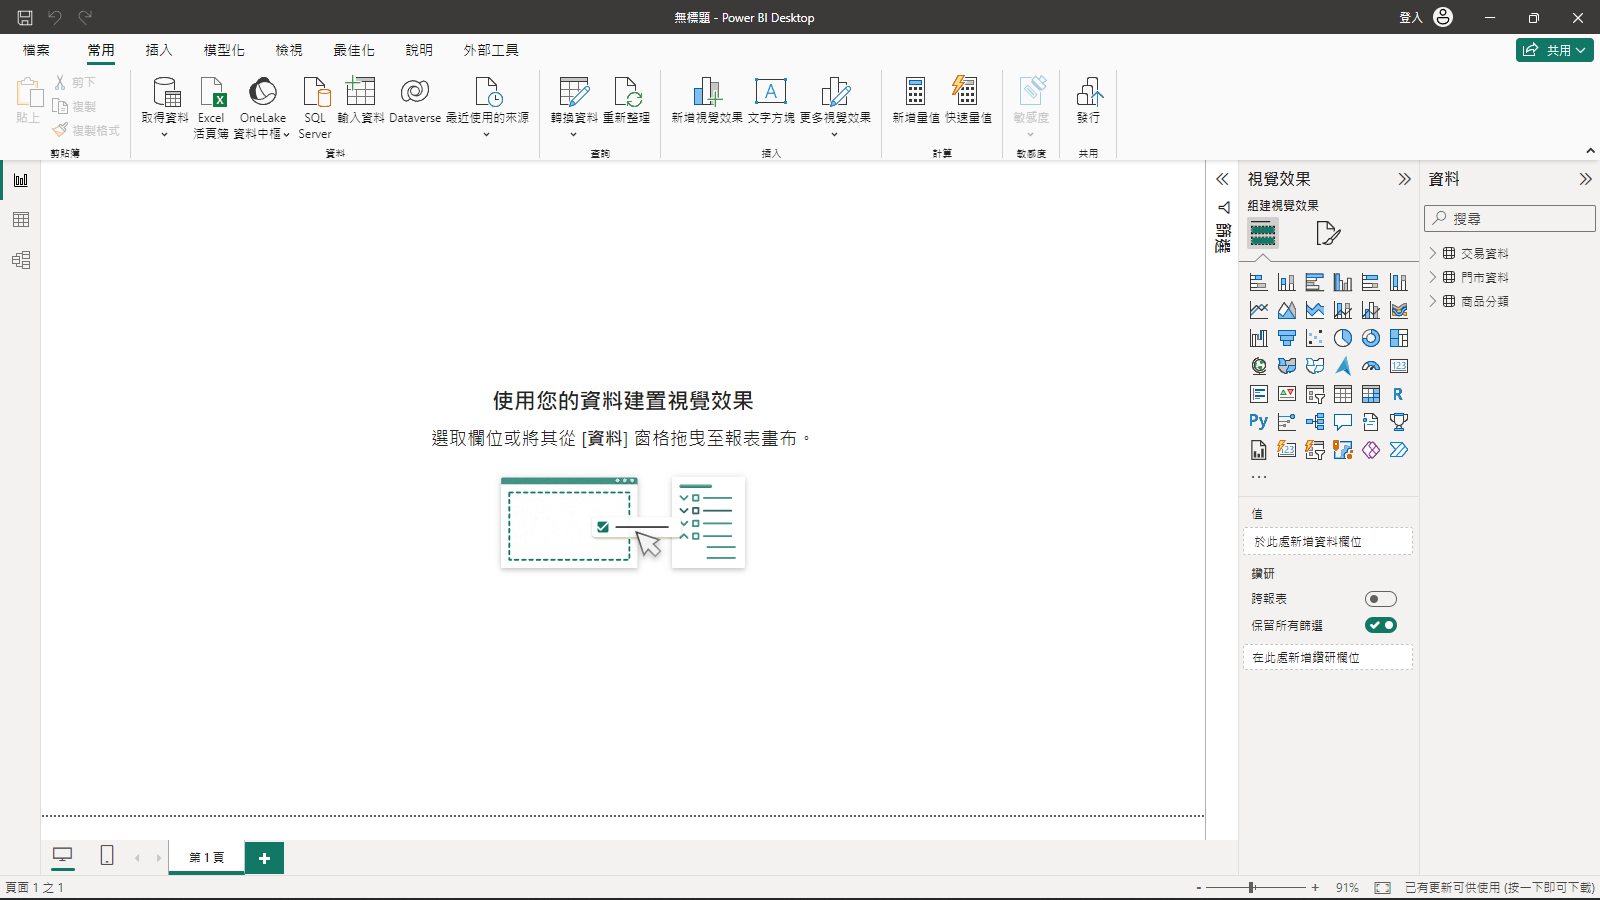 無標題 - Power BI Desktop
登入
檔案 常用 插入 模型化 檢視 最佳化 說明 外部工具
共用
貼上
剪下
複製
複製格式
剪貼簿
取得資料
Excel
活頁簿
OneLake
資料中樞
SQL
Server
輸入資料
Dataverse
最近使用的來源
資料
轉換資料
重新整理
查詢
新增視覺效果
文字方塊
更多視覺效果
插入
新增量值
快速量值
計算
敏感度
敏感度
發行
共用
使用您的資料建置視覺效果
選取欄位或將其從 [資料] 窗格拖曳至報表畫布。
篩選
視覺效果
組建視覺效果
R
Py
123
123
...
值
於此處新增資料欄位
鑽研
跨報表
保留所有篩選
在此處新增鑽研欄位
資料
搜尋
交易資料
門市資料
商品分類
第 1 頁
頁面 1 之 1
- + 91%
已有更新可供使用 (按一下即可下載)